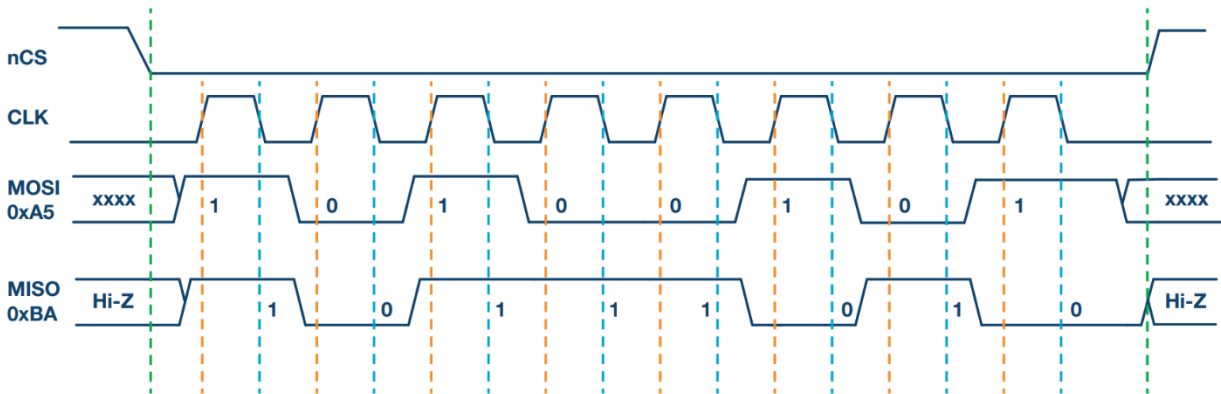 nCS
CLK
MOSI
0xA5
xxxx 1 0 1 0 0 1 0 1 xxxx
MISO
0xBA
Hi-Z 1 0 1 1 1 0 1 0 Hi-Z